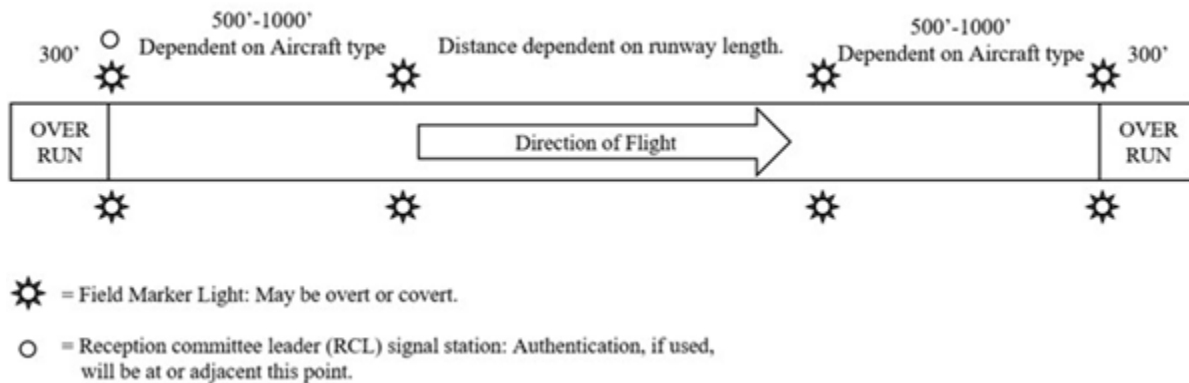 500’-1000’
500’-1000’
300’
Dependent on Aircraft type
Distance dependent on runway length.
Dependent on Aircraft type
300’
OVER
RUN
Direction of Flight
OVER
RUN
= Field Marker Light: May be overt or covert.
= Reception committee leader (RCL) signal station: Authentication, if used,
will be at or adjacent this point.